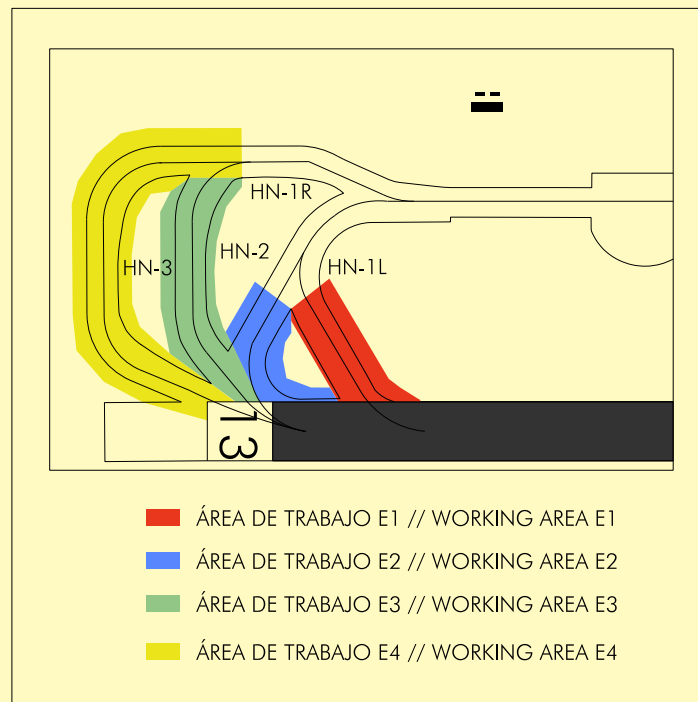 HN-1R
HN-2
HN-3
HN-1L
13
ÁREA DE TRABAJO E1 // WORKING AREA E1
ÁREA DE TRABAJO E2 // WORKING AREA E2
ÁREA DE TRABAJO E3 // WORKING AREA E3
ÁREA DE TRABAJO E4 // WORKING AREA E4